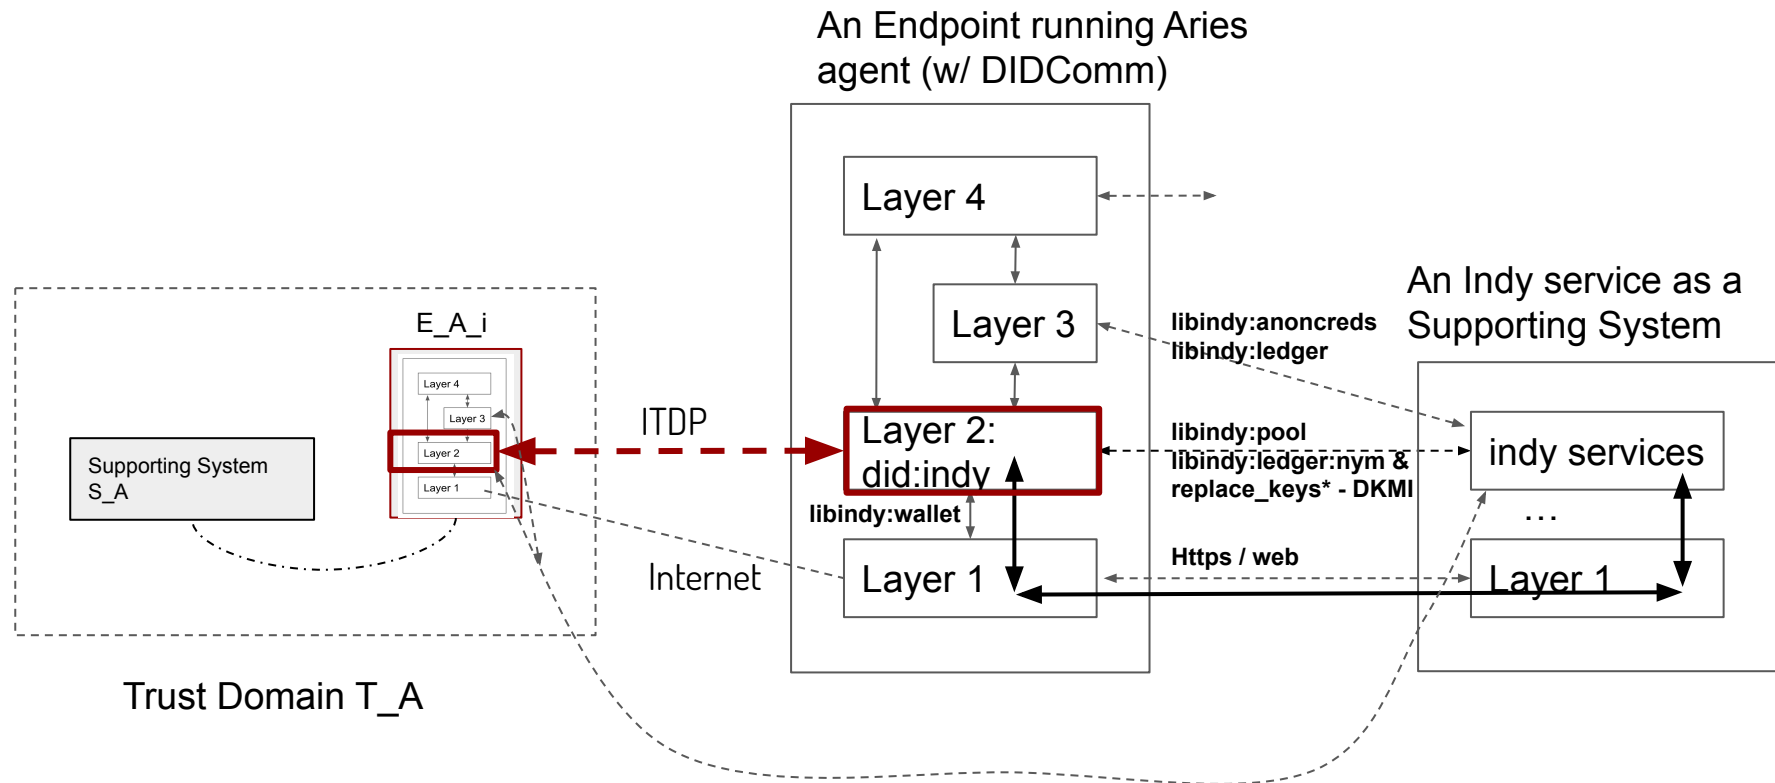 An Endpoint running Aries
agent (w/ DIDComm)
Layer 4
Layer 3
Layer 2:
did:indy
libindy:wallet
Layer 1
An Indy service as a
Supporting System
libindy:anoncreds
libindy:ledger
libindy:pool
libindy:ledger:nym &
replace_keys* - DKMI
Https / web
indy services
...
Layer 1
E_A_i
Layer 4
Layer 3
Layer 2
Layer 1
ITDP
Internet
Supporting System
S_A
Trust Domain T_A